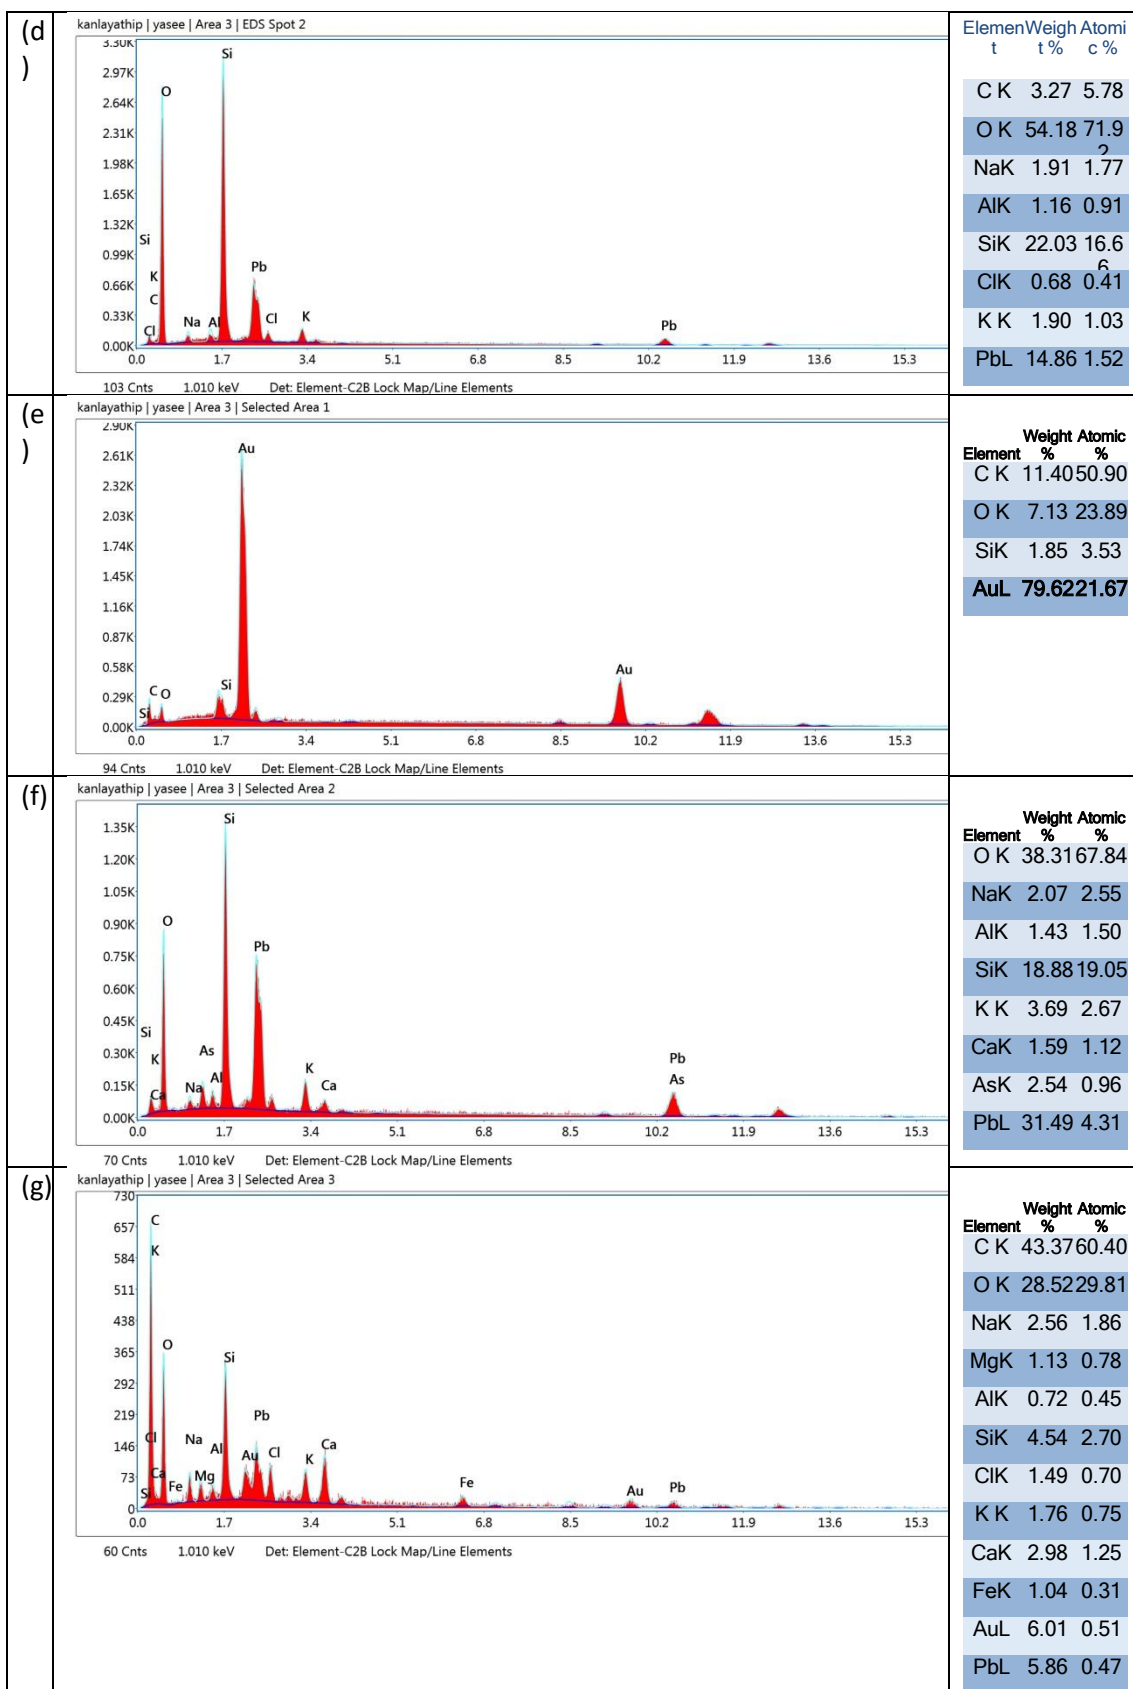 (d
)
kanlayathip | yasee | Area 3 | EDS Spot 2
3.30K
2.97K
2.64K
2.31K
1.98K
1.65K
1.32K
0.99K
0.66K
0.33K
0.00K
Si
O
Si
K
C
Cl
Na
Al
Pb
Cl
K
Pb
0.0 1.7 3.4 5.1 6.8 8.5 10.2 11.9 13.6 15.3
103 Cnts 1.010 keV Det: Element-C2B Lock Map/Line Elements
Elemen Weigh Atomi
t t % c %
C K 3.27 5.78
O K 54.18 71.9
2
NaK 1.91 1.77
AlK 1.16 0.91
SiK 22.03 16.6
6
ClK 0.68 0.41
K K 1.90 1.03
PbL 14.86 1.52
(e
)
kanlayathip | yasee | Area 3 | Selected Area 1
2.90K
2.61K
2.32K
2.03K
1.74K
1.45K
1.16K
0.87K
0.58K
0.29K
0.00K
Au
C O
Si
Si
Au
0.0 1.7 3.4 5.1 6.8 8.5 10.2 11.9 13.6 15.3
94 Cnts 1.010 keV Det: Element-C2B Lock Map/Line Elements
Weight Atomic
Element % %
C K 11.40 50.90
O K 7.13 23.89
SiK 1.85 3.53
AuL 79.62 21.67
(f)
kanlayathip | yasee | Area 3 | Selected Area 2
1.35K
1.20K
1.05K
0.90K
0.75K
0.60K
0.45K
0.30K
0.15K
0.00K
Si
O
Pb
Si
K
Ca
As
Na
Al
K
Ca
Pb
As
0.0 1.7 3.4 5.1 6.8 8.5 10.2 11.9 13.6 15.3
70 Cnts 1.010 keV Det: Element-C2B Lock Map/Line Elements
Weight Atomic
Element % %
O K 38.31 67.84
NaK 2.07 2.55
AlK 1.43 1.50
SiK 18.88 19.05
K K 3.69 2.67
CaK 1.59 1.12
AsK 2.54 0.96
PbL 31.49 4.31
(g)
kanlayathip | yasee | Area 3 | Selected Area 3
730
657
584
511
438
365
292
219
146
73
0
C
K
O
Si
Cl
Ca
Si
Fe
Na
Mg
Al
Au
Pb
Cl
K
Ca
Fe
Au
Pb
0.0 1.7 3.4 5.1 6.8 8.5 10.2 11.9 13.6 15.3
60 Cnts 1.010 keV Det: Element-C2B Lock Map/Line Elements
Weight Atomic
Element % %
C K 43.37 60.40
O K 28.52 29.81
NaK 2.56 1.86
MgK 1.13 0.78
AlK 0.72 0.45
SiK 4.54 2.70
ClK 1.49 0.70
K K 1.76 0.75
CaK 2.98 1.25
FeK 1.04 0.31
AuL 6.01 0.51
PbL 5.86 0.47